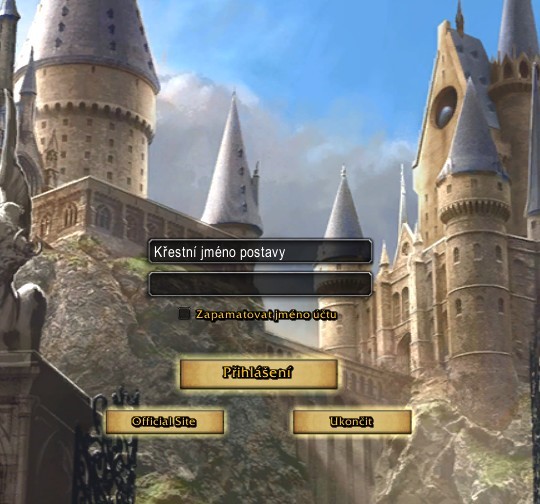 Křestní jméno postavy
Zapamatovat jméno účtu
Přihlášení
Official Site
Ukončit